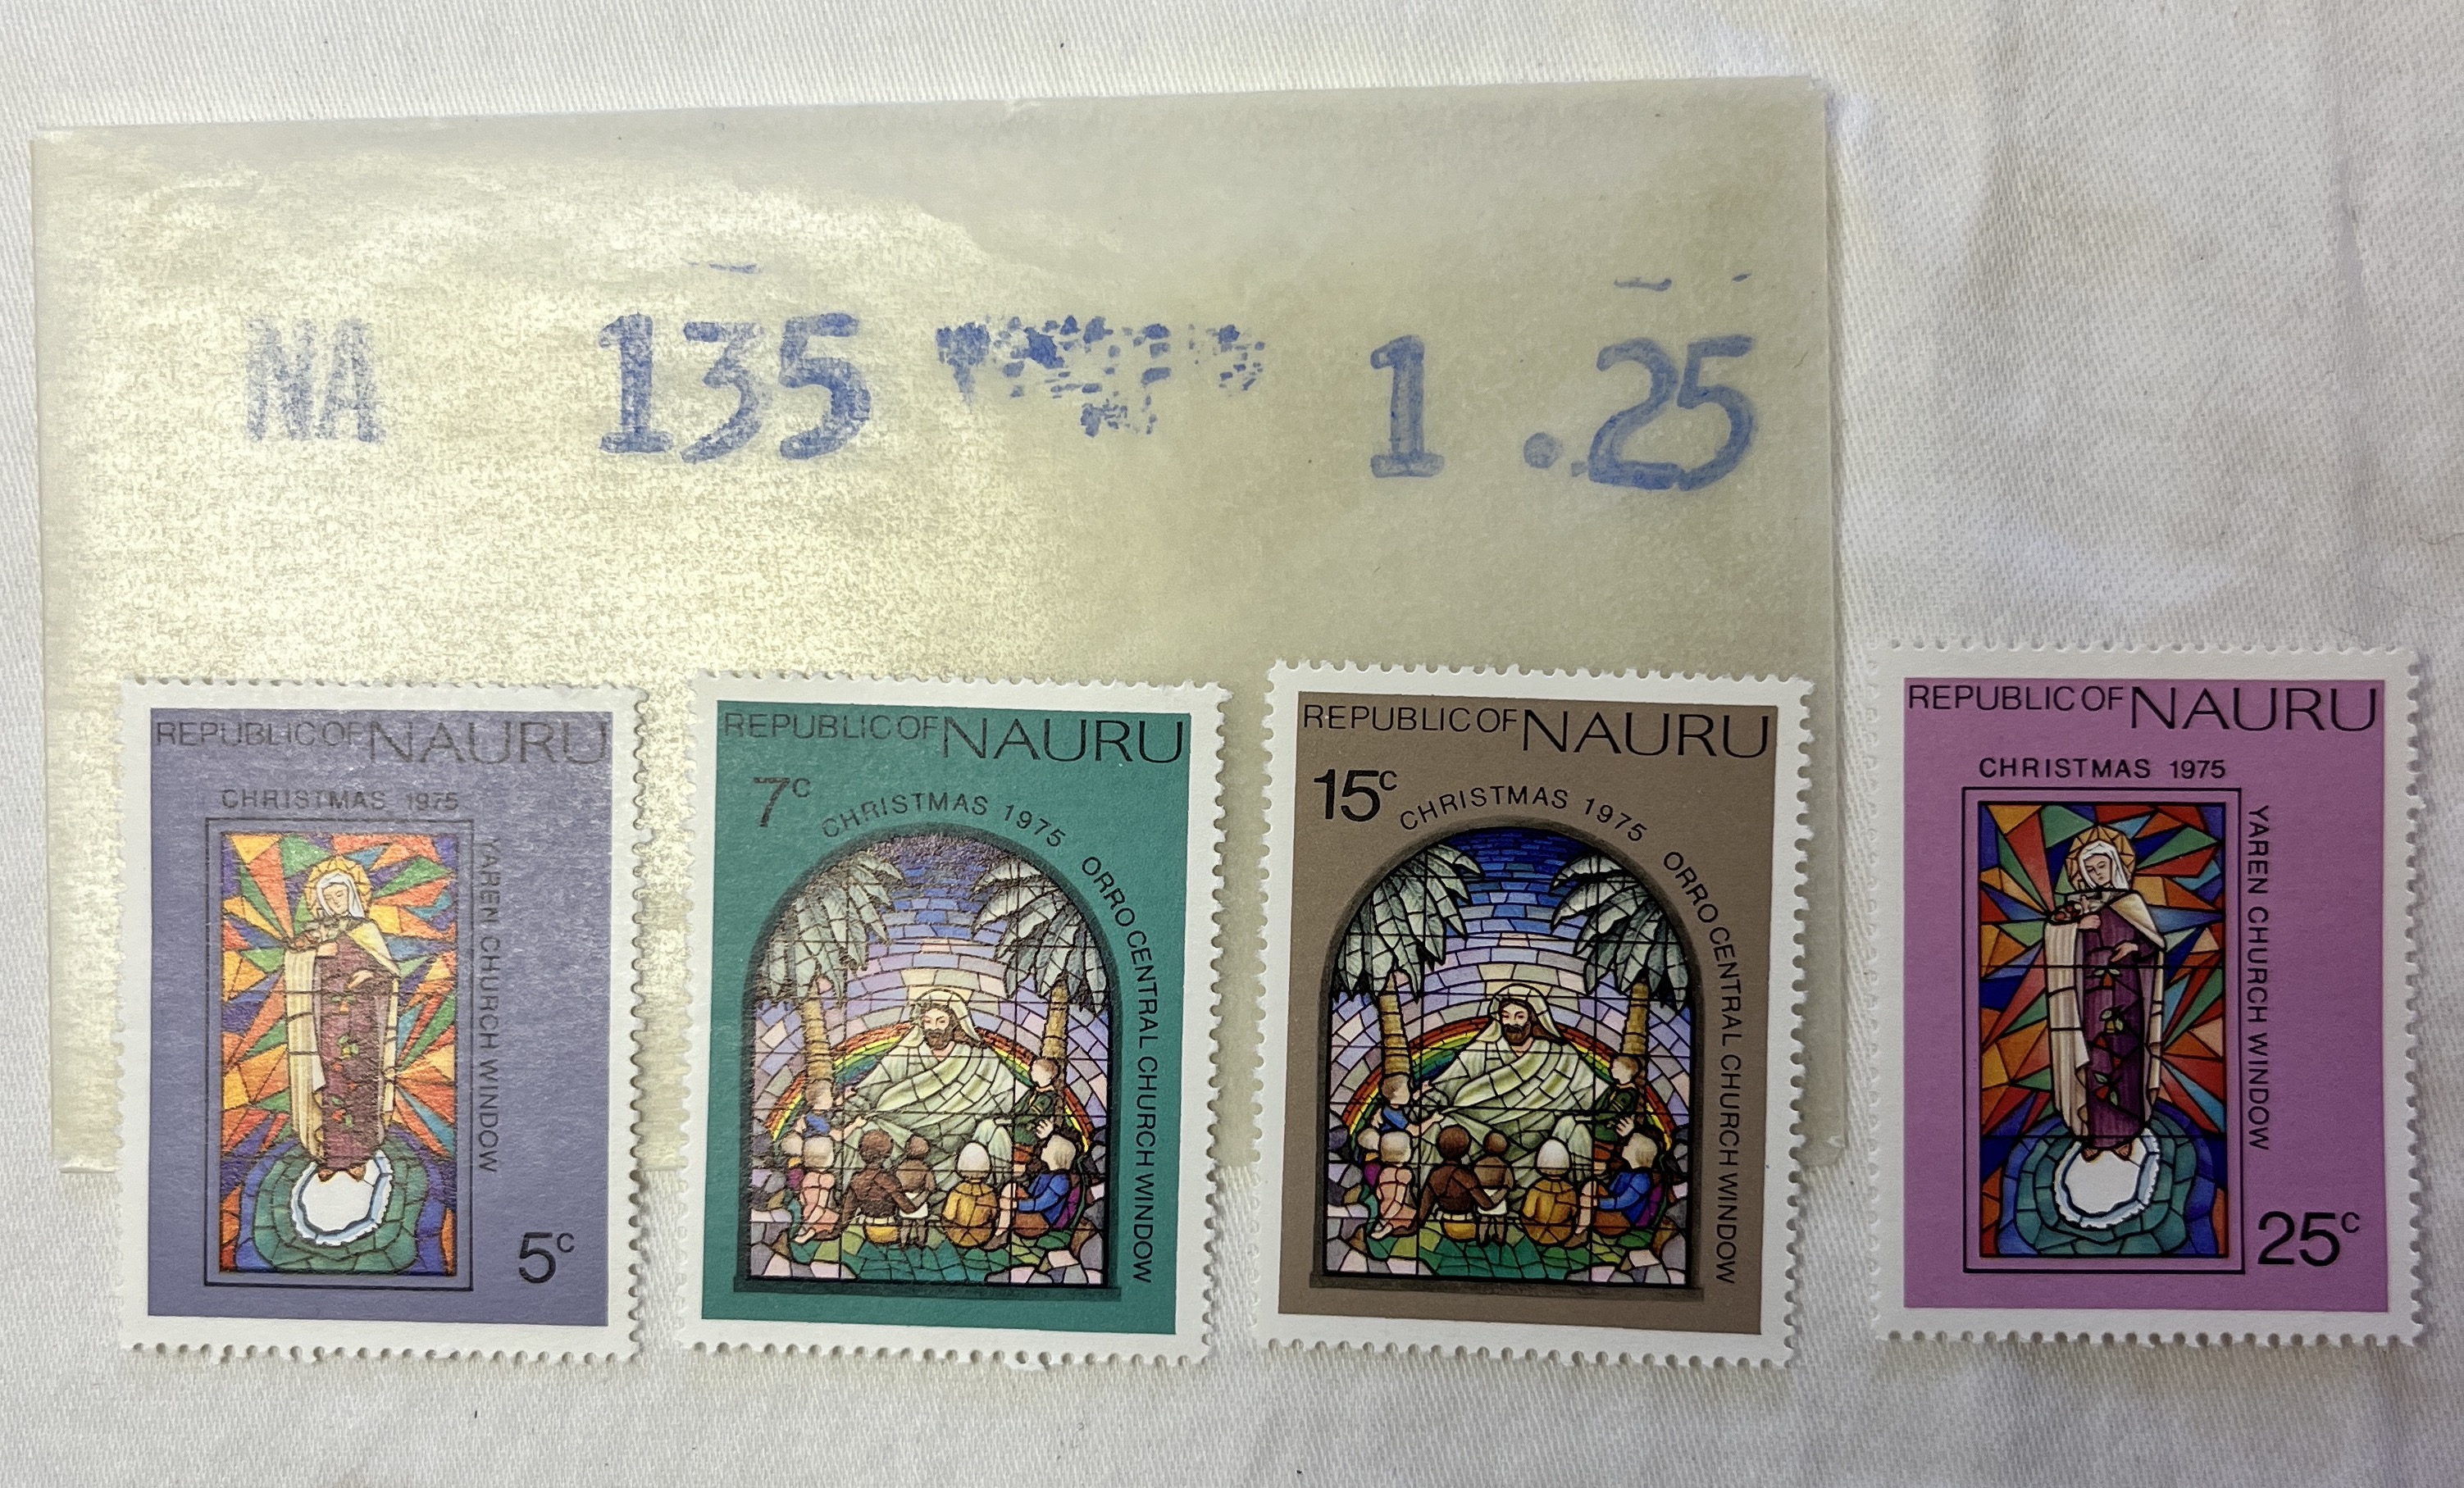 NA 135 1 .25
REPUBLIC OF NAURU
CHRISTMAS 1975
YAREN CHURCH WINDOW
5c
REPUBLIC OF NAURU
7c
CHRISTMAS 1975 ORRO CENTRAL CHURCH WINDOW
REPUBLIC OF NAURU
15c
CHRISTMAS 1975 ORRO CENTRAL CHURCH WINDOW
REPUBLIC OF NAURU
CHRISTMAS 1975
YAREN CHURCH WINDOW
25c